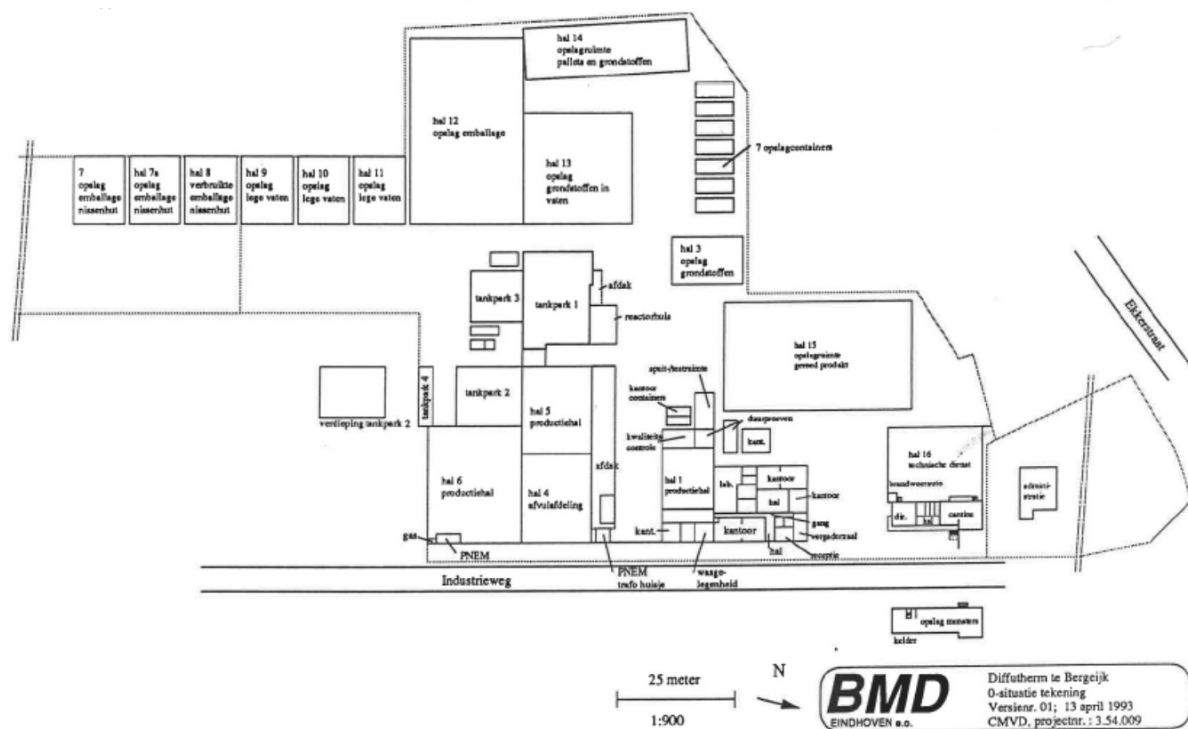 hal 14
opslagruimte
pallets en grondstoffen
hal 12
opslag emballage
hal 13
opslag
grondstoffen in
vaten
7 opslagcontainers
7
opslag
emballage
nissenhut
hal 7a
opslag
emballage
nissenhut
hal 8
verbruikte
emballage
nissenhut
hal 9
opslag
lege vaten
hal 10
opslag
lege vaten
hal 11
opslag
lege vaten
hal 3
opslag
grondstoffen
tankpark 3
tankpark 1
afdak
reactorhuis
Ekkerstraat
hal 15
opslagruimte
gereed produkt
spuit-/testruimte
kantoor
containers
tankpark 4
tankpark 2
verdieping tankpark 2
hal 5
productiehal
duurproeven
kwaliteits
controle
kant.
afdak
hal 16
technische dienst
brandweerauto
hal 6
productiehal
hal 4
afvulafdeling
hal 1
productiehal
lab.
kantoor
hal
kantoor
admini-
stratie
dir.
hal
cantine
gas
PNEM
kant.
kantoor
gang
vergaderzaal
hal
receptie
PNEM
trafo huisje
wasge-
legenheid
Industrieweg
opslag monsters
kelder
25 meter
1:900
N
BMD
EINDHOVEN e.o.
Diffutherm te Bergeijk
0-situatie tekening
Versienr. 01; 13 april 1993
CMVD, projectnr. : 3.54.009